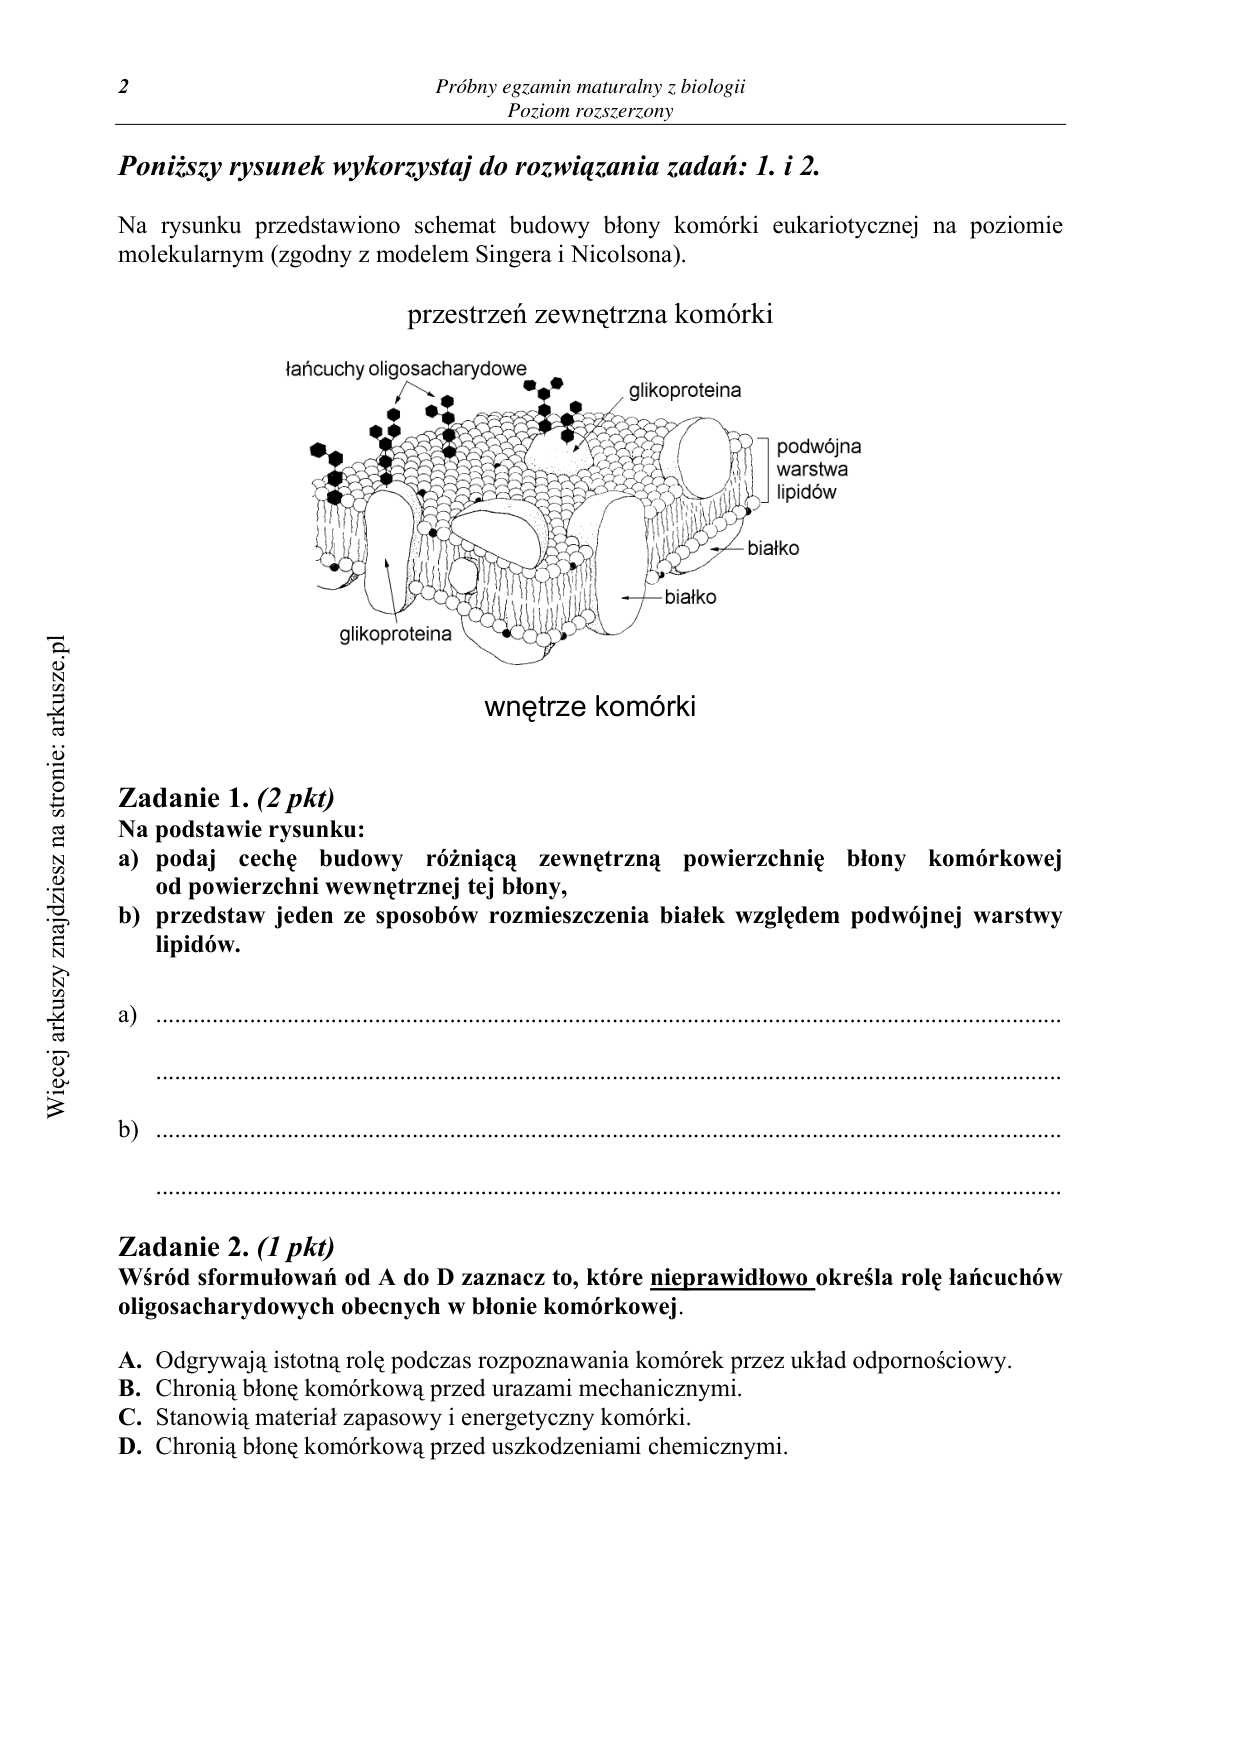 2
Próbny egzamin maturalny z biologii
Poziom rozszerzony
Poniższy rysunek wykorzystaj do rozwiązania zadań: 1. i 2.
Na rysunku przedstawiono schemat budowy błony komórki eukariotycznej na poziomie
molekularnym (zgodny z modelem Singera i Nicolsona).
przestrzeń zewnętrzna komórki
łańcuchy oligosacharydowe
glikoproteina
podwójna
warstwa
lipidów
białko
białko
glikoproteina
wnętrze komórki
Zadanie 1. (2 pkt)
Na podstawie rysunku:
a) podaj cechę budowy różniącą zewnętrzną powierzchnię błony komórkowej
od powierzchni wewnętrznej tej błony,
b) przedstaw jeden ze sposobów rozmieszczenia białek względem podwójnej warstwy
lipidów.
a) ................................................................................................................................................
................................................................................................................................................
b) ................................................................................................................................................
................................................................................................................................................
Zadanie 2. (1 pkt)
Wśród sformułowań od A do D zaznacz to, które nieprawidłowo określa rolę łańcuchów
oligosacharydowych obecnych w błonie komórkowej.
A. Odgrywają istotną rolę podczas rozpoznawania komórek przez układ odpornościowy.
B. Chronią błonę komórkową przed urazami mechanicznymi.
C. Stanowią materiał zapasowy i energetyczny komórki.
D. Chronią błonę komórkową przed uszkodzeniami chemicznymi.
Więcej arkuszy znajdziesz na stronie: arkusze.pl